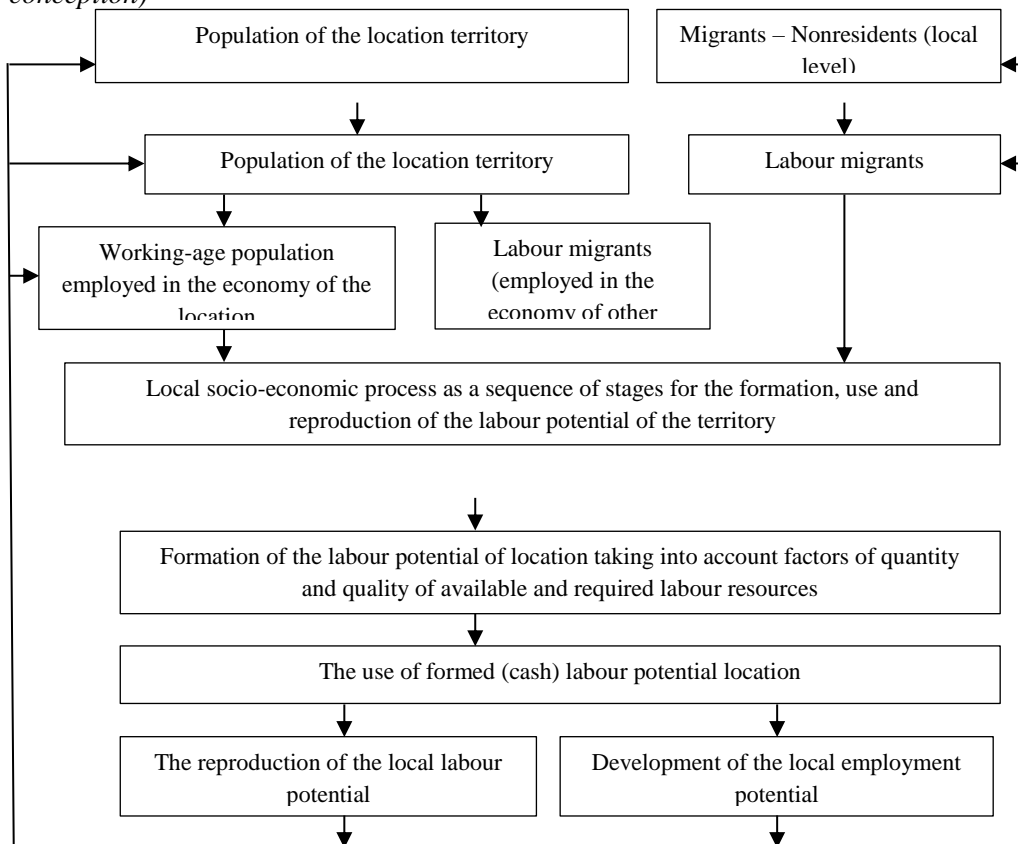 conception)
Population of the location territory
Migrants – Nonresidents (local
level)
Population of the location territory
Labour migrants
Working-age population
employed in the economy of the
location
Labour migrants
(employed in the
economy of other
Local socio-economic process as a sequence of stages for the formation, use and
reproduction of the labour potential of the territory
Formation of the labour potential of location taking into account factors of quantity
and quality of available and required labour resources
The use of formed (cash) labour potential location
The reproduction of the local labour
potential
Development of the local employment
potential